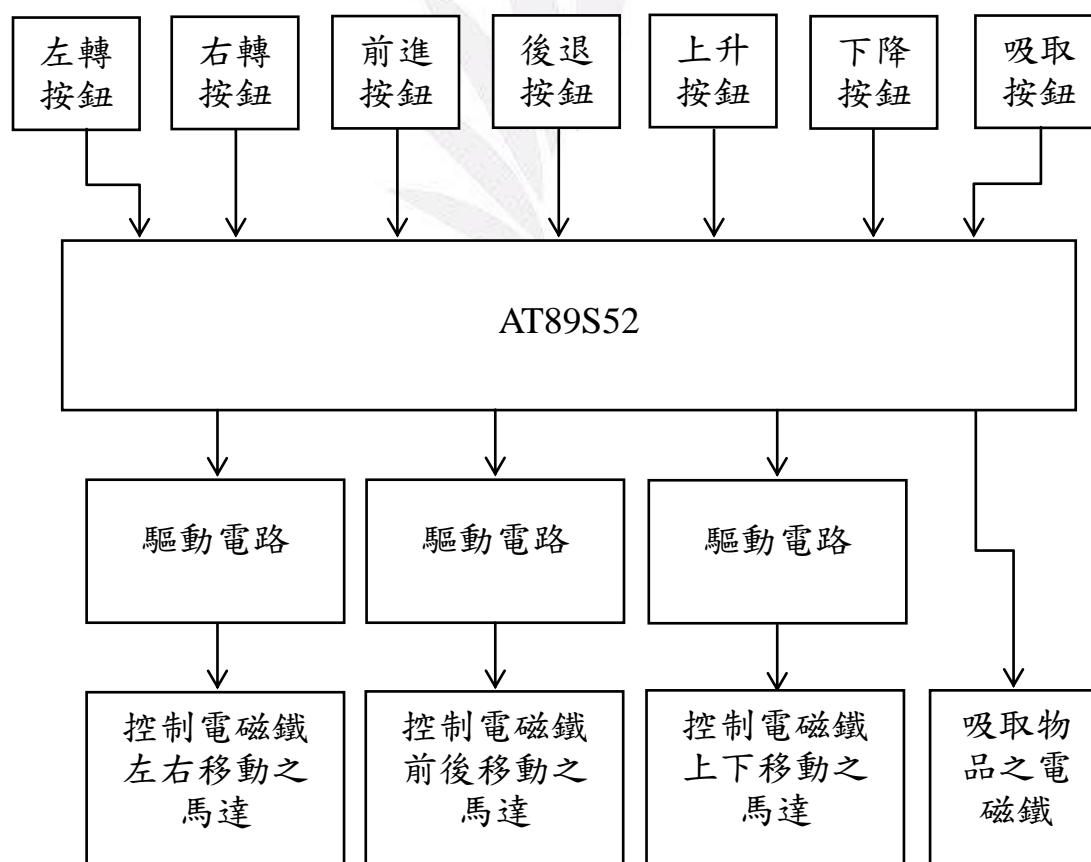 左轉
按鈕
右轉
按鈕
前進
按鈕
後退
按鈕
上升
按鈕
下降
按鈕
吸取
按鈕
AT89S52
驅動電路
驅動電路
驅動電路
控制電磁鐵
左右移動之
馬達
控制電磁鐵
前後移動之
馬達
控制電磁鐵
上下移動之
馬達
吸取物
品之電
磁鐵